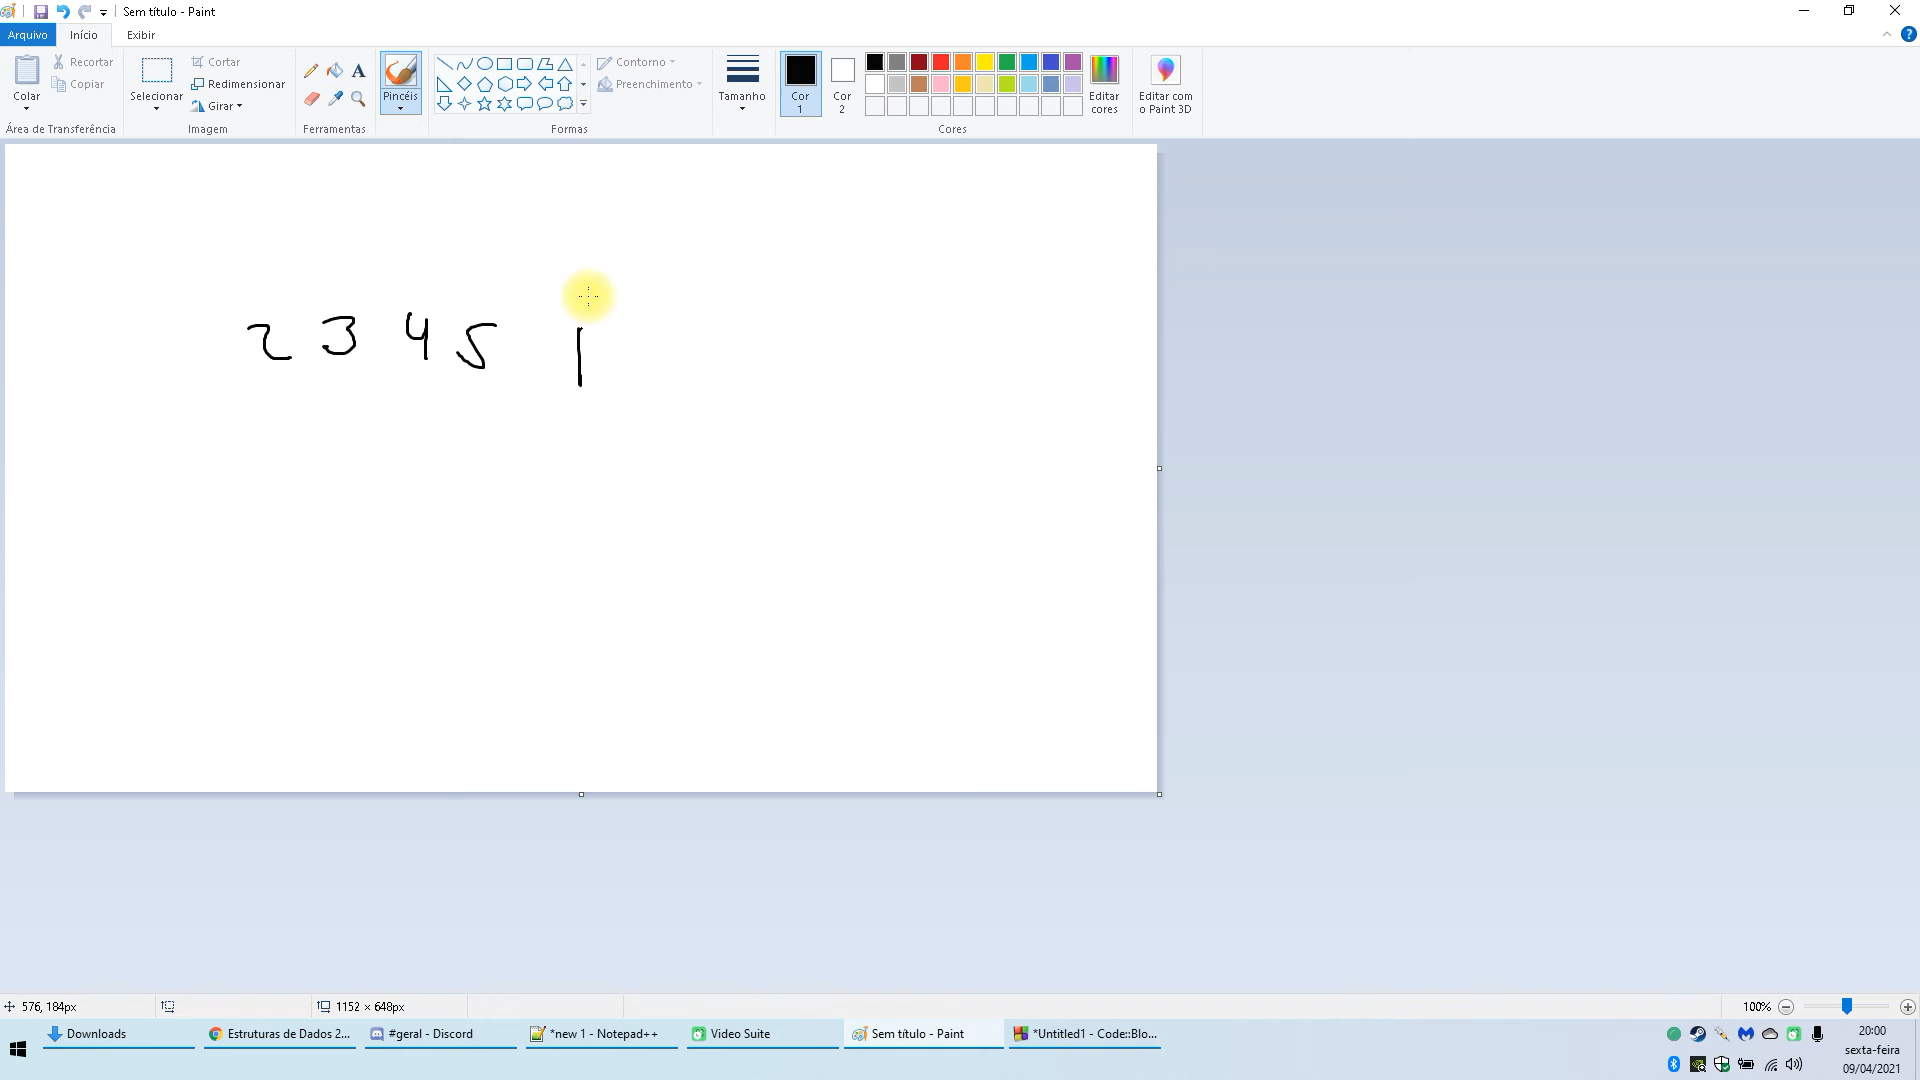 Sem título - Paint
Arquivo Início Exibir
Colar Recortar Copiar Selecionar Cortar Redimensionar Girar Pincéis Contorno Preenchimento Tamanho Cor 1 Cor 2 Editar cores Editar com o Paint 3D
Área de Transferência Imagem Ferramentas Formas Cores
2 3 4 5 1
576, 184px 1152 × 648px 100%
Downloads Estruturas de Dados 2... #geral - Discord *new 1 - Notepad++ Video Suite Sem título - Paint *Untitled1 - Code::Blo... 20:00
sexta-feira
09/04/2021